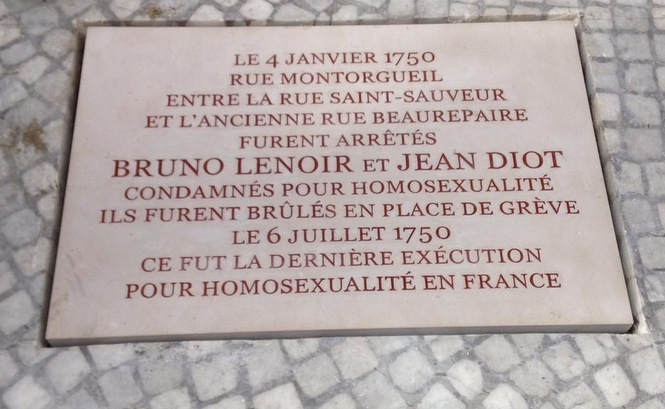 LE 4 JANVIER 1750
RUE MONTORGUEIL
ENTRE LA RUE SAINT-SAUVEUR
ET L'ANCIENNE RUE BEAUREPAIRE
FURENT ARRÊTÉS
BRUNO LENOIR ET JEAN DIOT
CONDAMNÉS POUR HOMOSEXUALITÉ
ILS FURENT BRÛLÉS EN PLACE DE GRÈVE
LE 6 JUILLET 1750
CE FUT LA DERNIÈRE EXÉCUTION
POUR HOMOSEXUALITÉ EN FRANCE